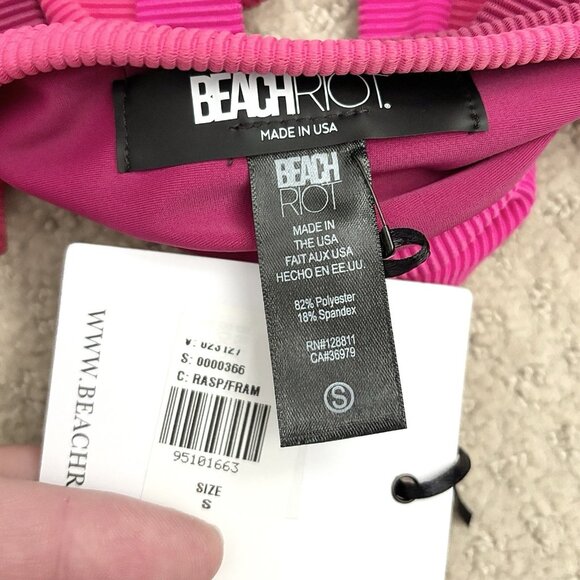 BEACHRIOT.
MADE IN USA
BEACH
RIOT
MADE IN
THE USA
FAIT AUX USA
HECHO EN EE.UU.
82% Polyester
18% Spandex
RN#128811
CA#36979
S
WWW.BEACHR
V: 023127
S: 0000366
C: RASP/FRAM
95101663
SIZE
S